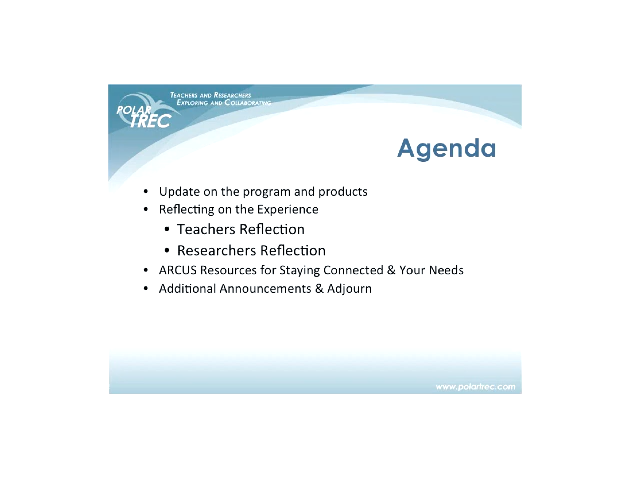 TEACHERS AND RESEARCHERS
EXPLORING AND COLLABORATING
POLAR
TREC
Agenda
• Update on the program and products
• Reflecting on the Experience
• Teachers Reflection
• Researchers Reflection
• ARCUS Resources for Staying Connected & Your Needs
• Additional Announcements & Adjourn
www.polartrec.com